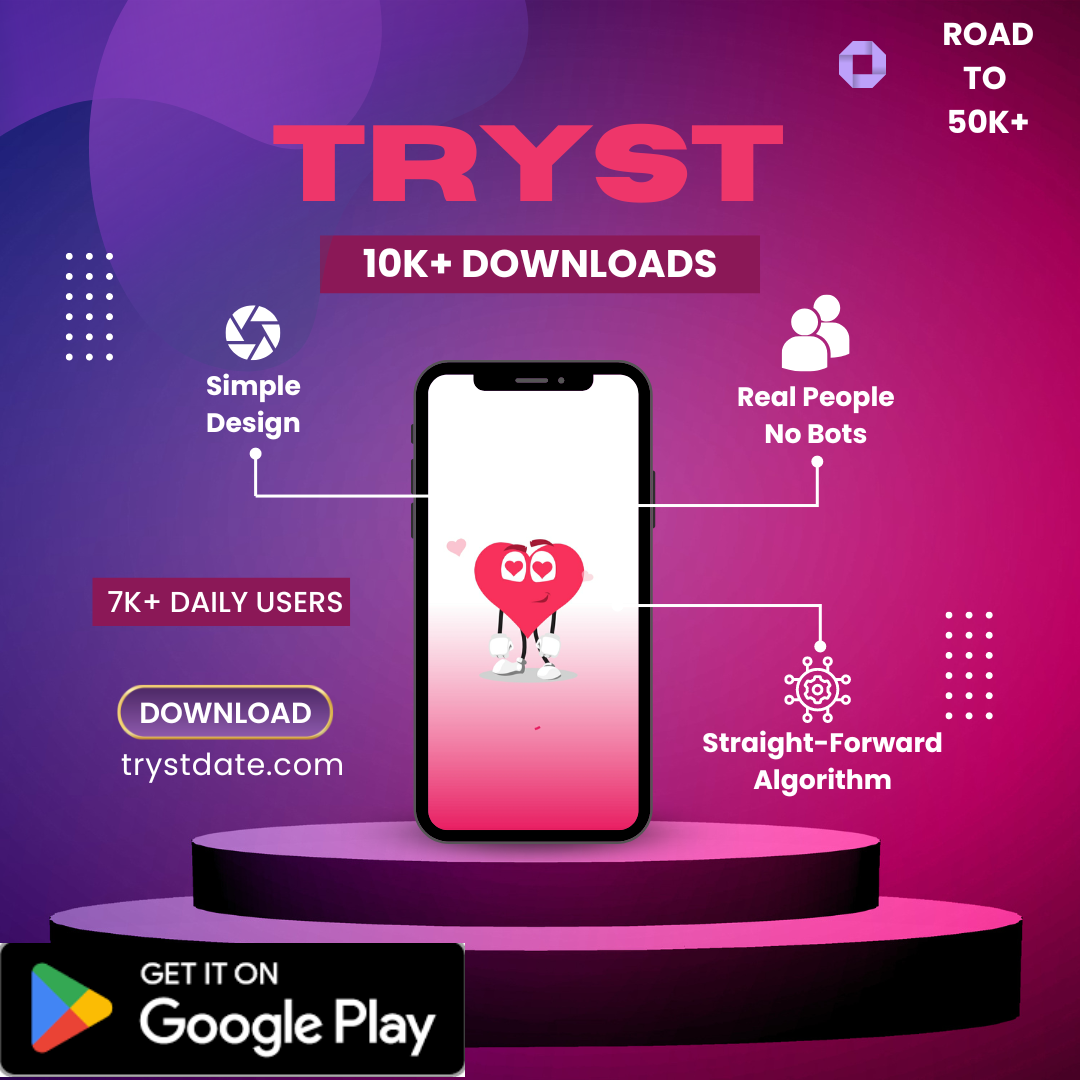 ROAD
TO
50K+
TRYST
10K+ DOWNLOADS
Simple
Design
Real People
No Bots
7K+ DAILY USERS
DOWNLOAD
trystdate.com
Straight-Forward
Algorithm
GET IT ON
Google Play